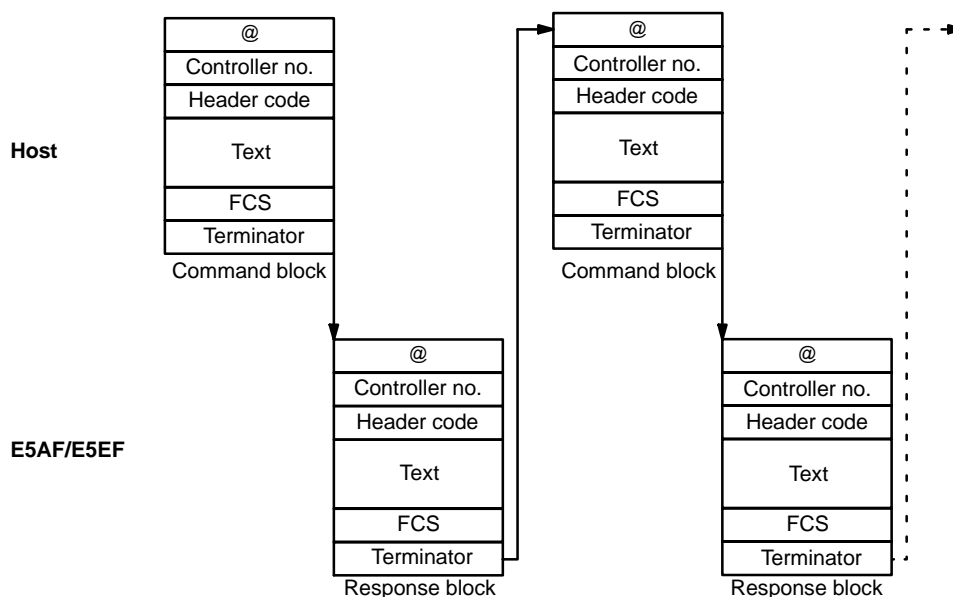 Host
@
Controller no.
Header code
Text
FCS
Terminator
Command block
@
Controller no.
Header code
Text
FCS
Terminator
Command block
E5AF/E5EF
@
Controller no.
Header code
Text
FCS
Terminator
Response block
@
Controller no.
Header code
Text
FCS
Terminator
Response block